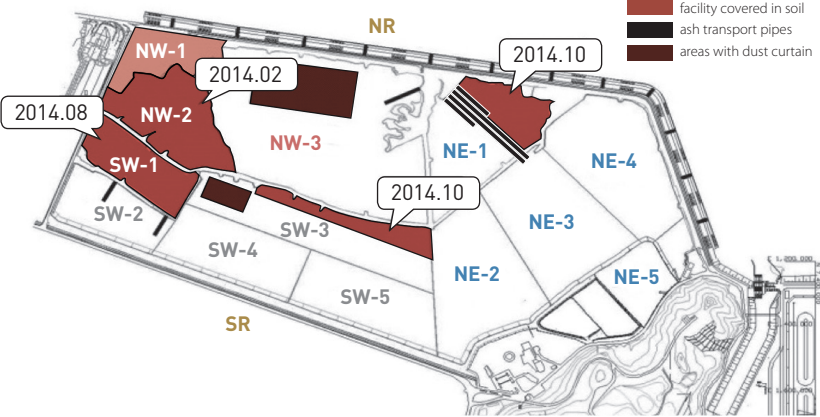 facility covered in soil
ash transport pipes
areas with dust curtain
NR
NW-1
2014.10
2014.02
2014.08
NW-2
NW-3
NE-1
NE-4
SW-1
2014.10
SW-2
SW-3
NE-3
SW-4
NE-2
NE-5
SW-5
SR